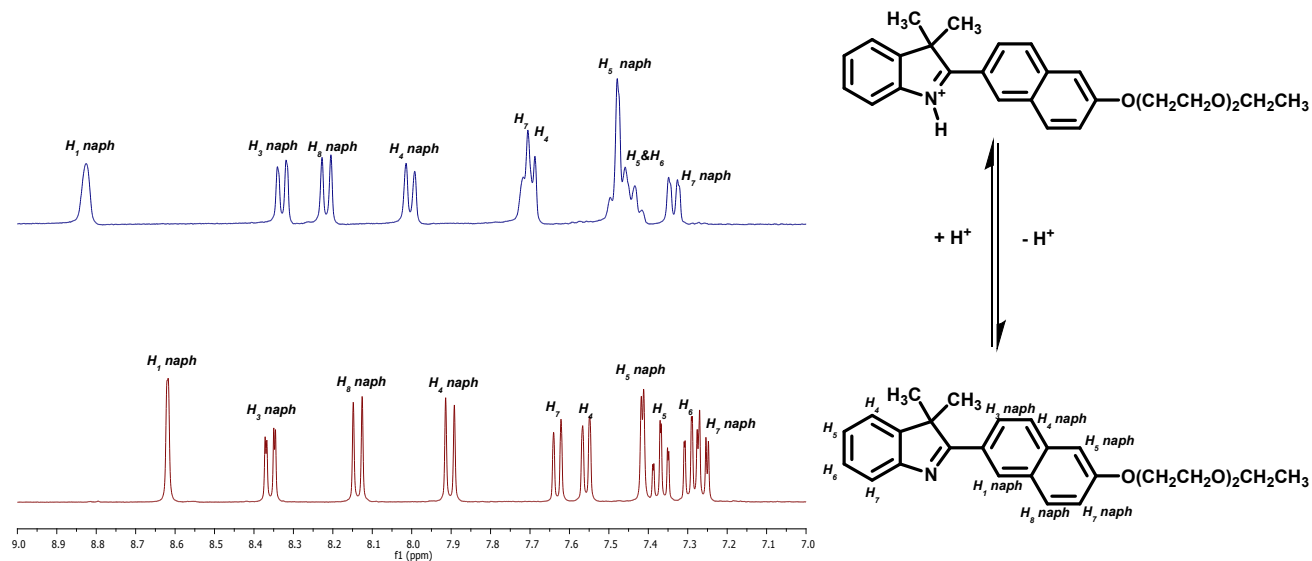 H₃C CH₃
N⁺
H
O(CH₂CH₂O)₂CH₂CH₃
H₁ naph
H₃ naph
H₈ naph
H₄ naph
H₇
H₄
H₅ naph
H₅&H₆
H₇ naph
+ H⁺ - H⁺
H₁ naph
H₃ naph
H₈ naph
H₄ naph
H₇
H₄
H₅ naph
H₅
H₆
H₇ naph
9.0 8.8 8.6 8.5 8.4 8.3 8.2 8.1 8.0 7.9 7.8 7.7 7.6 7.5 7.4 7.3 7.2 7.1 7.0
f1 (ppm)
H₃C CH₃
H₄
H₅
H₆
H₇
N
H₃ naph
H₄ naph
H₅ naph
O(CH₂CH₂O)₂CH₂CH₃
H₁ naph
H₈ naph
H₇ naph